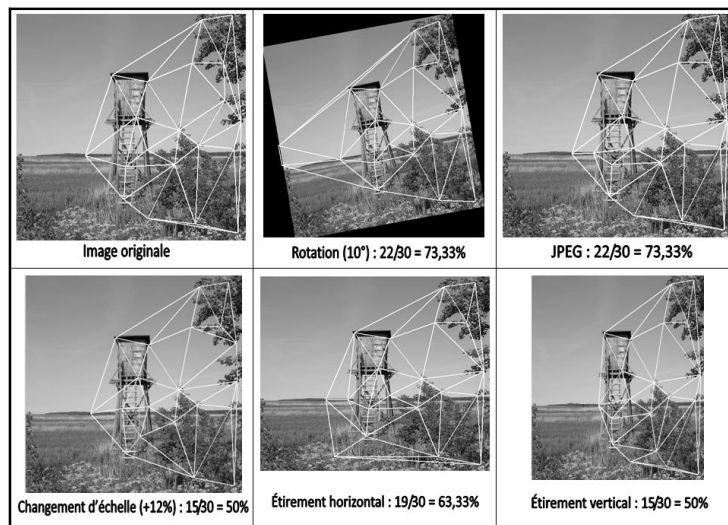 Image originale
Rotation (10°) : 22/30 = 73,33%
JPEG : 22/30 = 73,33%
Changement d'échelle (+12%) : 15/30 = 50%
Étirement horizontal : 19/30 = 63,33%
Étirement vertical : 15/30 = 50%